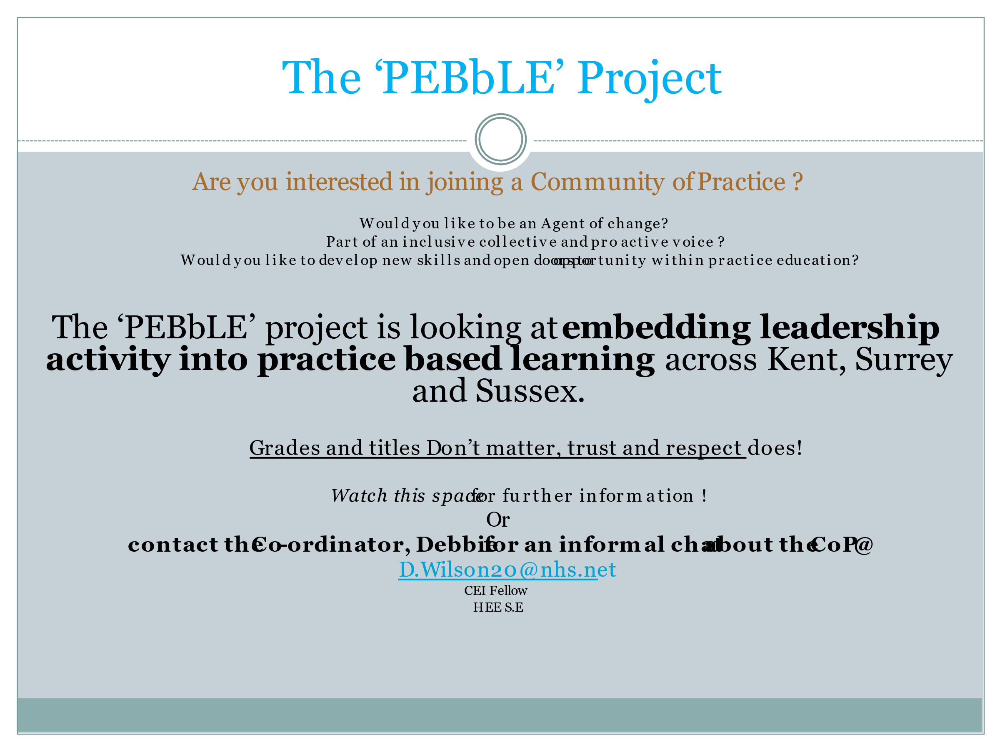 The ‘PEBbLE’ Project
Are you interested in joining a Community of Practice ?
Would you like to be an Agent of change?
Part of an inclusive collective and pro active voice ?
Would you like to develop new skills and open doors to opportunity within practice education?
The ‘PEBbLE’ project is looking at embedding leadership
activity into practice based learning across Kent, Surrey
and Sussex.
Grades and titles Don’t matter, trust and respect does!
Watch this space for further information !
Or
contact the Co-ordinator, Debbie for an informal chat about the CoP @
D.Wilson20@nhs.net
CEI Fellow
HEE S.E